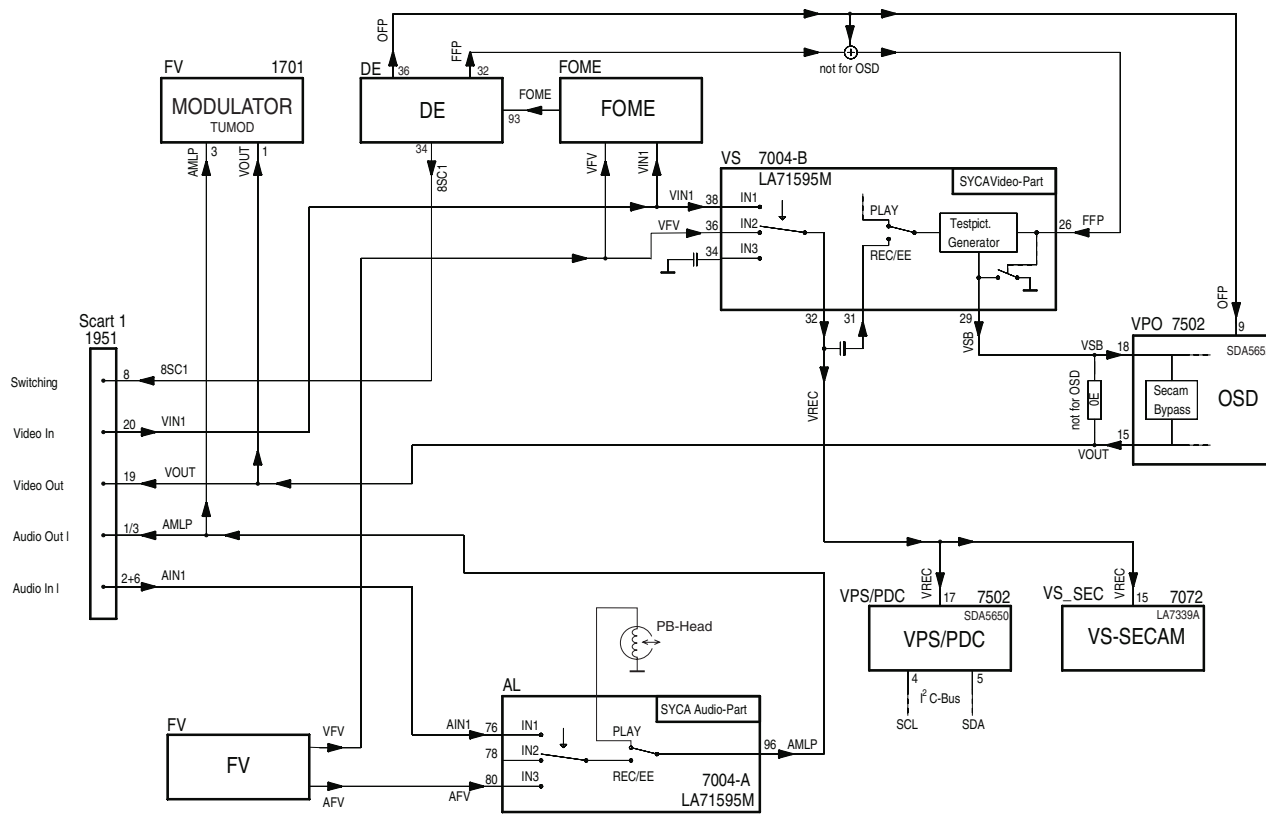 OFP
FFP
not for OSD
FV 1701
MODULATOR
TUMOD
AMLP 3
VOUT 1
DE 36 32
DE
34
8SC1
FOME
93
FOME
FOME
VFV
VIN1
VS 7004-B
LA71595M
SYCAVideo-Part
VIN1 38 IN1
VFV 36 IN2
34 IN3
PLAY
REC/EE
Testpict.
Generator
26 FFP
32 31 29
VSB
VREC
OFP
VPO 7502
9
SDA565
VSB 18
not for OSD
0E
Secam
Bypass
OSD
15
VOUT
Scart 1
1951
Switching 8 8SC1
Video In 20 VIN1
Video Out 19 VOUT
Audio Out I 1/3 AMLP
Audio In I 2+6 AIN1
VREC
VREC
VPS/PDC 17 7502
SDA5650
VPS/PDC
4 5
I2 C-Bus
SCL SDA
VS_SEC 15 7072
LA7339A
VS-SECAM
PB-Head
AL
SYCA Audio-Part
AIN1 76 IN1
78 IN2
80 IN3
PLAY
REC/EE
96 AMLP
7004-A
LA71595M
FV
FV
VFV
AFV
AFV